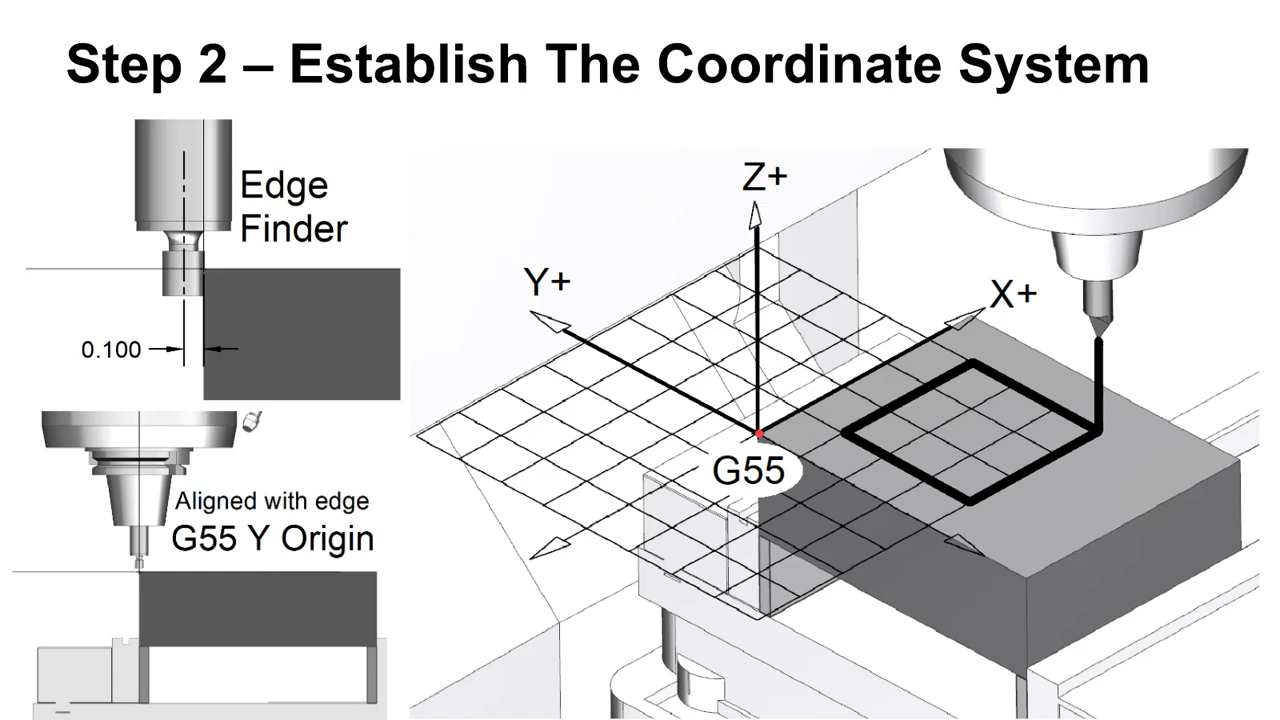 Step 2 – Establish The Coordinate System
Edge
Finder
0.100
Aligned with edge
G55 Y Origin
Z+
Y+
X+
G55